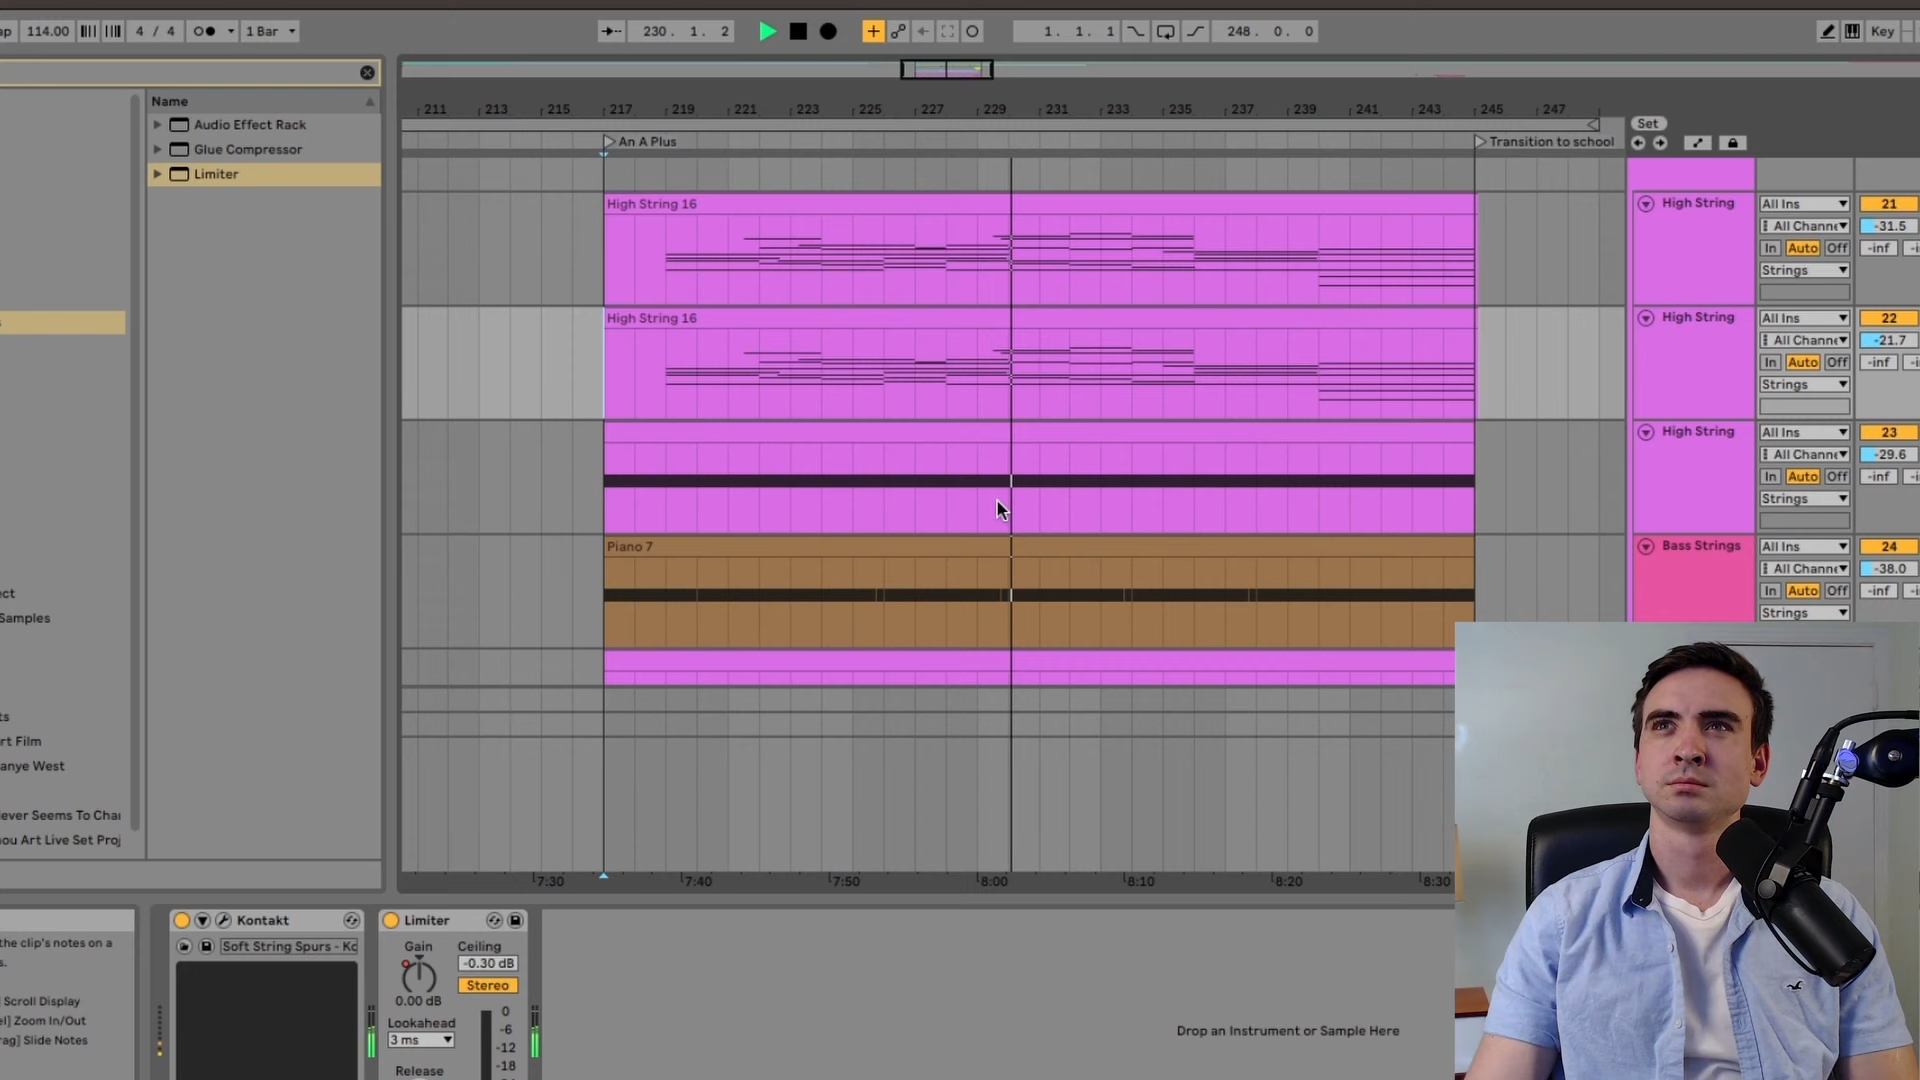 ap 114.00 4 / 4 1 Bar 230. 1. 2 1. 1. 1 248. 0. 0 Key
Name
Audio Effect Rack
Glue Compressor
Limiter
211 213 215 217 219 221 223 225 227 229 231 233 235 237 239 241 243 245 247
An A Plus Transition to school
Set
High String 16
High String All Ins 21
All Channe -31.5
In Auto Off -inf
Strings
High String 16
High String All Ins 22
All Channe -21.7
In Auto Off -inf
Strings
High String All Ins 23
All Channe -29.6
In Auto Off -inf
Strings
Piano 7
Bass Strings All Ins 24
All Channe -38.0
In Auto Off -inf
Strings
ect
Samples
ts
rt Film
anye West
ever Seems To Chai
ou Art Live Set Proj
7:30 7:40 7:50 8:00 8:10 8:20 8:30
the clip's notes on a
s.
] Scroll Display
el] Zoom In/Out
rag] Slide Notes
Kontakt
Soft String Spurs - Kc
Limiter
Gain Ceiling
-0.30 dB
Stereo
0.00 dB
Lookahead
3 ms
Release
0
-6
-12
-18
Drop an Instrument or Sample Here